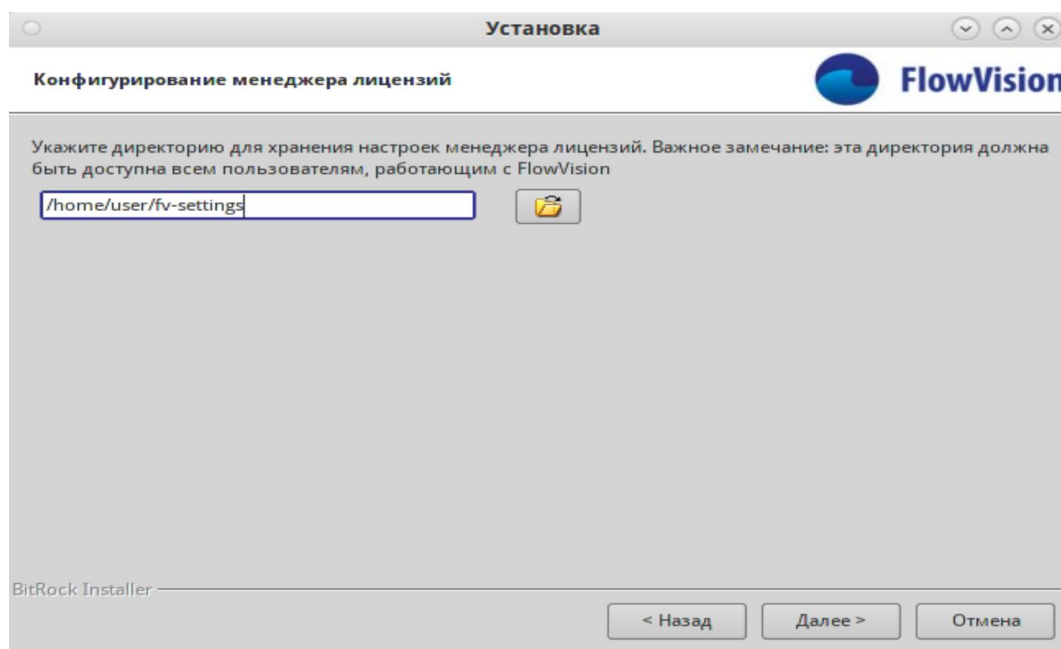 Установка
Конфигурирование менеджера лицензий
FlowVision
Укажите директорию для хранения настроек менеджера лицензий. Важное замечание: эта директория должна
быть доступна всем пользователям, работающим с FlowVision
/home/user/fv-settings
BitRock Installer
< Назад
Далее >
Отмена